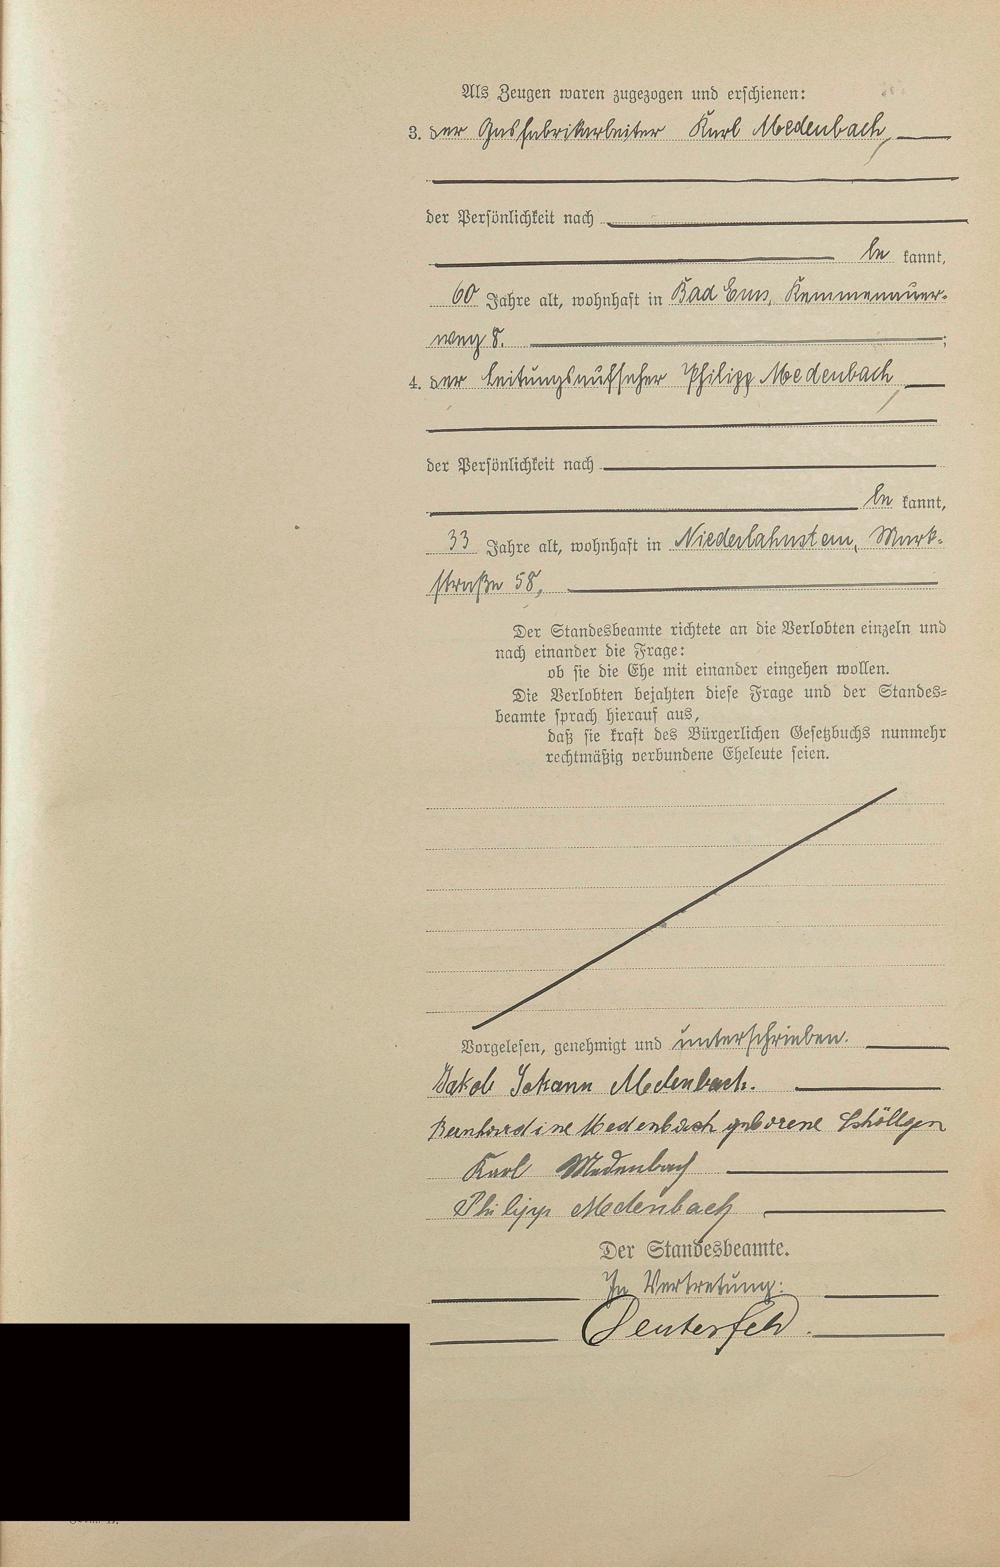 Als Zeugen waren zugezogen und erschienen:
3. der Gasfabrikarbeiter Karl Medenbach,
der Persönlichkeit nach
be kannt,
60 Jahre alt, wohnhaft in Bad Ems, Kemmenauer-
weg 8. ;
4. der Leitungsaufseher Philipp Medenbach
der Persönlichkeit nach
be kannt,
33 Jahre alt, wohnhaft in Niederlahnstein, Mark-
straße 58,
Der Standesbeamte richtete an die Verlobten einzeln und
nach einander die Frage:
ob sie die Ehe mit einander eingehen wollen.
Die Verlobten bejahten diese Frage und der Standes-
beamte sprach hierauf aus,
daß sie kraft des Bürgerlichen Gesetzbuchs nunmehr
rechtmäßig verbundene Eheleute seien.
Vorgelesen, genehmigt und unterschrieben.
Jakob Johann Medenbach.
Bernhardine Medenbach geborene Schöllgen
Karl Medenbach
Philipp Medenbach
Der Standesbeamte.
In Vertretung: